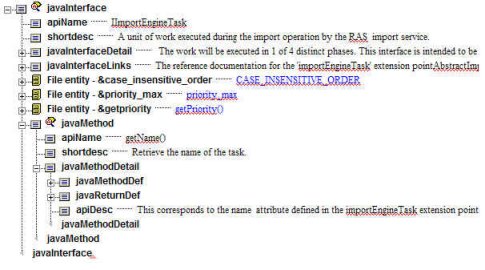 javaInterface
apiName IImportEngineTask
shortdesc A unit of work executed during the import operation by the RAS import service.
javaInterfaceDetail The work will be executed in 1 of 4 distinct phases. This interface is intended to be
javaInterfaceLinks The reference documentation for the 'importEngineTask' extension pointAbstractImp
File entity - &case_insensitive_order CASE_INSENSITIVE_ORDER
File entity - &priority_max priority_max
File entity - &getpriority getPriority()
javaMethod
apiName getName()
shortdesc Retrieve the name of the task.
javaMethodDetail
javaMethodDef
javaReturnDef
apiDesc This corresponds to the name attribute defined in the importEngineTask extension point
javaMethodDetail
javaMethod
javaInterface